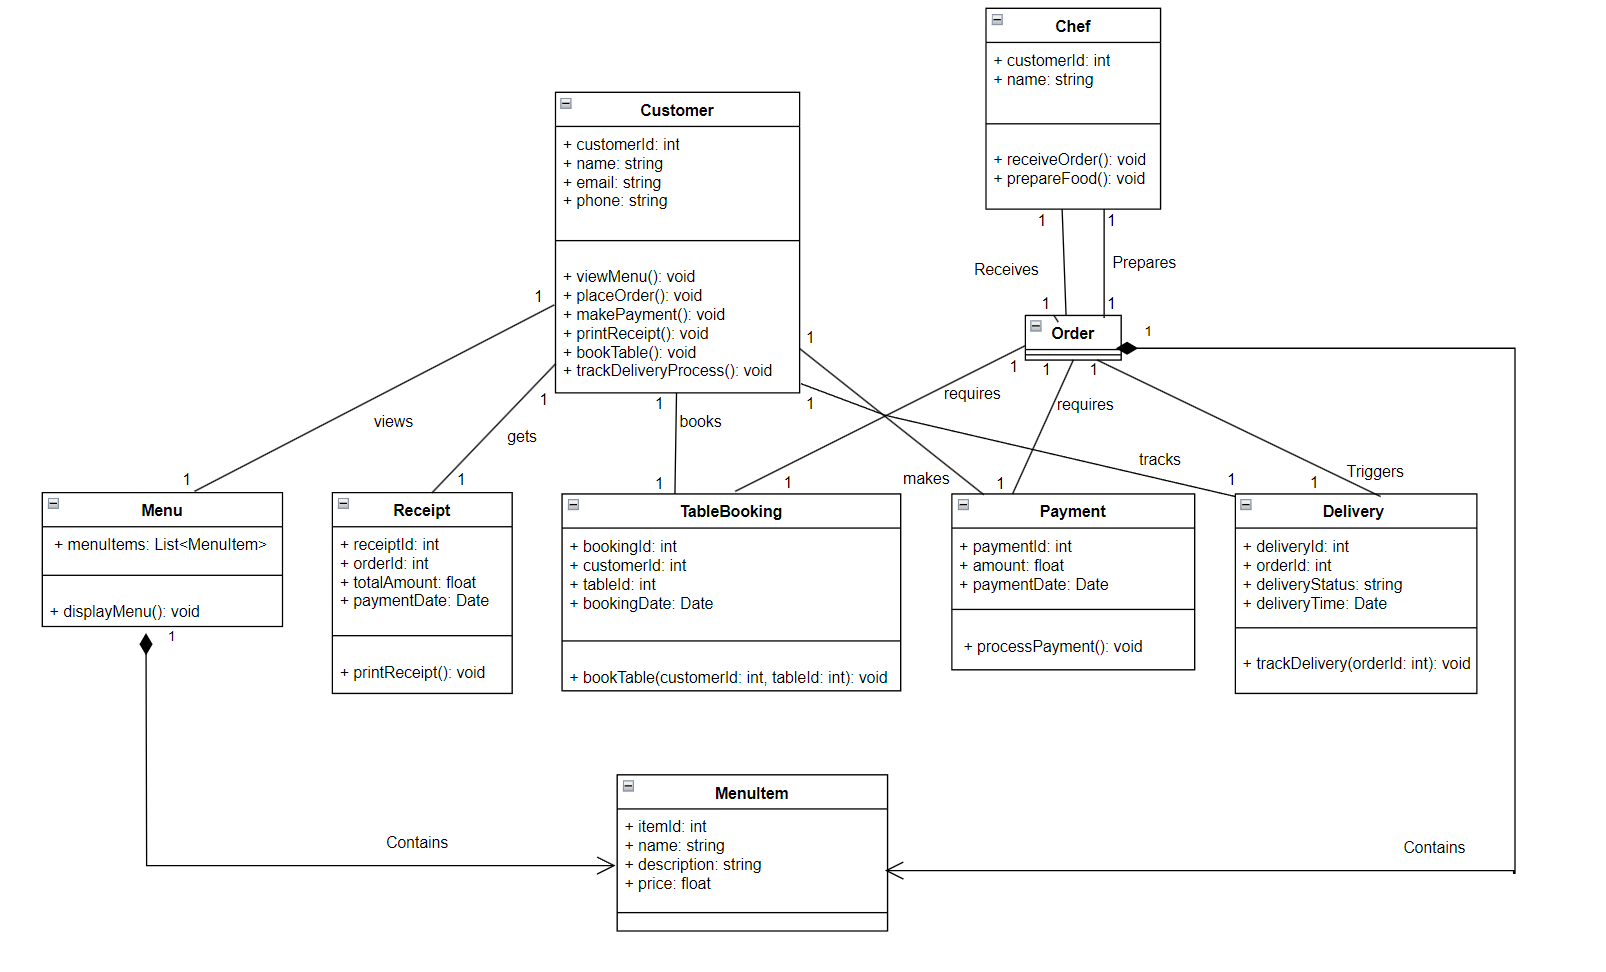 Chef
+ customerId: int
+ name: string
+ receiveOrder(): void
+ prepareFood(): void
Customer
+ customerId: int
+ name: string
+ email: string
+ phone: string
+ viewMenu(): void
+ placeOrder(): void
+ makePayment(): void
+ printReceipt(): void
+ bookTable(): void
+ trackDeliveryProcess(): void
1
1
Receives
Prepares
1
1
Order
1
1
1
1
1
1
1
1
1
1
views
gets
books
requires
requires
makes
tracks
Triggers
1
1
1
1
1
1
1
Menu
+ menuItems: List<MenuItem>
+ displayMenu(): void
1
Receipt
+ receiptId: int
+ orderId: int
+ totalAmount: float
+ paymentDate: Date
+ printReceipt(): void
TableBooking
+ bookingId: int
+ customerId: int
+ tableId: int
+ bookingDate: Date
+ bookTable(customerId: int, tableId: int): void
Payment
+ paymentId: int
+ amount: float
+ paymentDate: Date
+ processPayment(): void
Delivery
+ deliveryId: int
+ orderId: int
+ deliveryStatus: string
+ deliveryTime: Date
+ trackDelivery(orderId: int): void
MenuItem
+ itemId: int
+ name: string
+ description: string
+ price: float
Contains
Contains